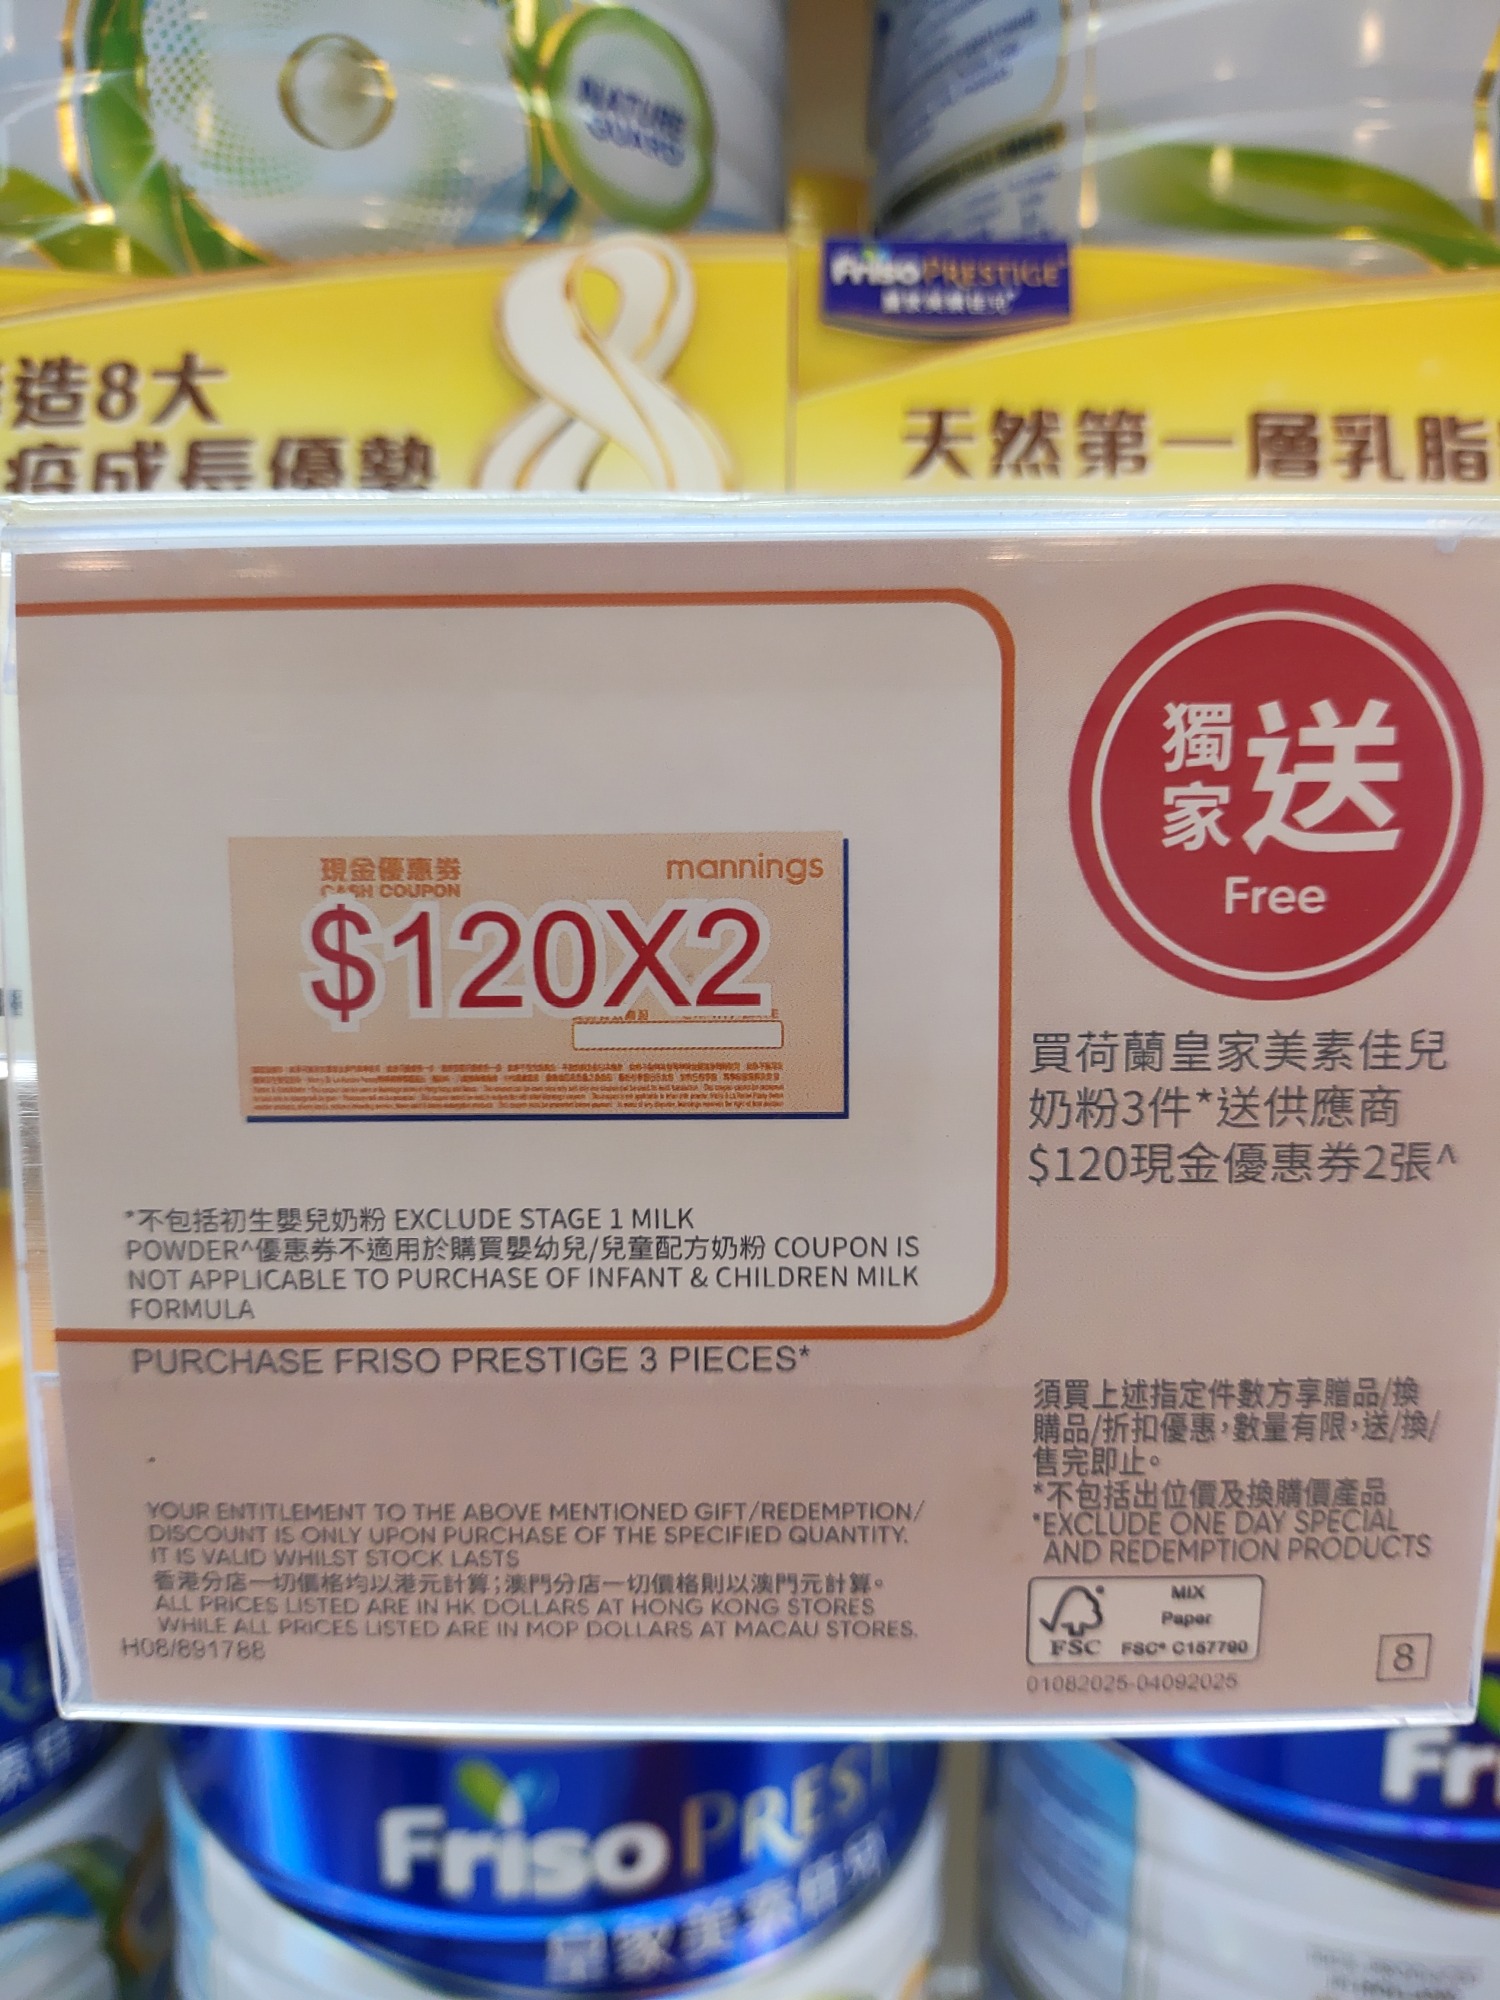 NATURE
GUARD
Friso PRESTIGE
造8大
疫成長優勢
天然第一層乳脂
獨家送
Free
現金優惠券
CASH COUPON
mannings
$120X2
買荷蘭皇家美素佳兒
奶粉3件*送供應商
$120現金優惠券2張^
*不包括初生嬰兒奶粉 EXCLUDE STAGE 1 MILK
POWDER^優惠券不適用於購買嬰幼兒/兒童配方奶粉 COUPON IS
NOT APPLICABLE TO PURCHASE OF INFANT & CHILDREN MILK
FORMULA
PURCHASE FRISO PRESTIGE 3 PIECES*
須買上述指定件數方享贈品/換
購品/折扣優惠，數量有限，送/換/
售完即止。
*不包括出位價及換購價產品
*EXCLUDE ONE DAY SPECIAL
AND REDEMPTION PRODUCTS
YOUR ENTITLEMENT TO THE ABOVE MENTIONED GIFT/REDEMPTION/
DISCOUNT IS ONLY UPON PURCHASE OF THE SPECIFIED QUANTITY.
IT IS VALID WHILST STOCK LASTS
香港分店一切價格均以港元計算；澳門分店一切價格則以澳門元計算。
ALL PRICES LISTED ARE IN HK DOLLARS AT HONG KONG STORES
WHILE ALL PRICES LISTED ARE IN MOP DOLLARS AT MACAU STORES.
H08/891788
FSC
MIX
Paper
FSC® C157790
01082025-04092025
8
Friso PREST
皇家美素佳兒
Fri